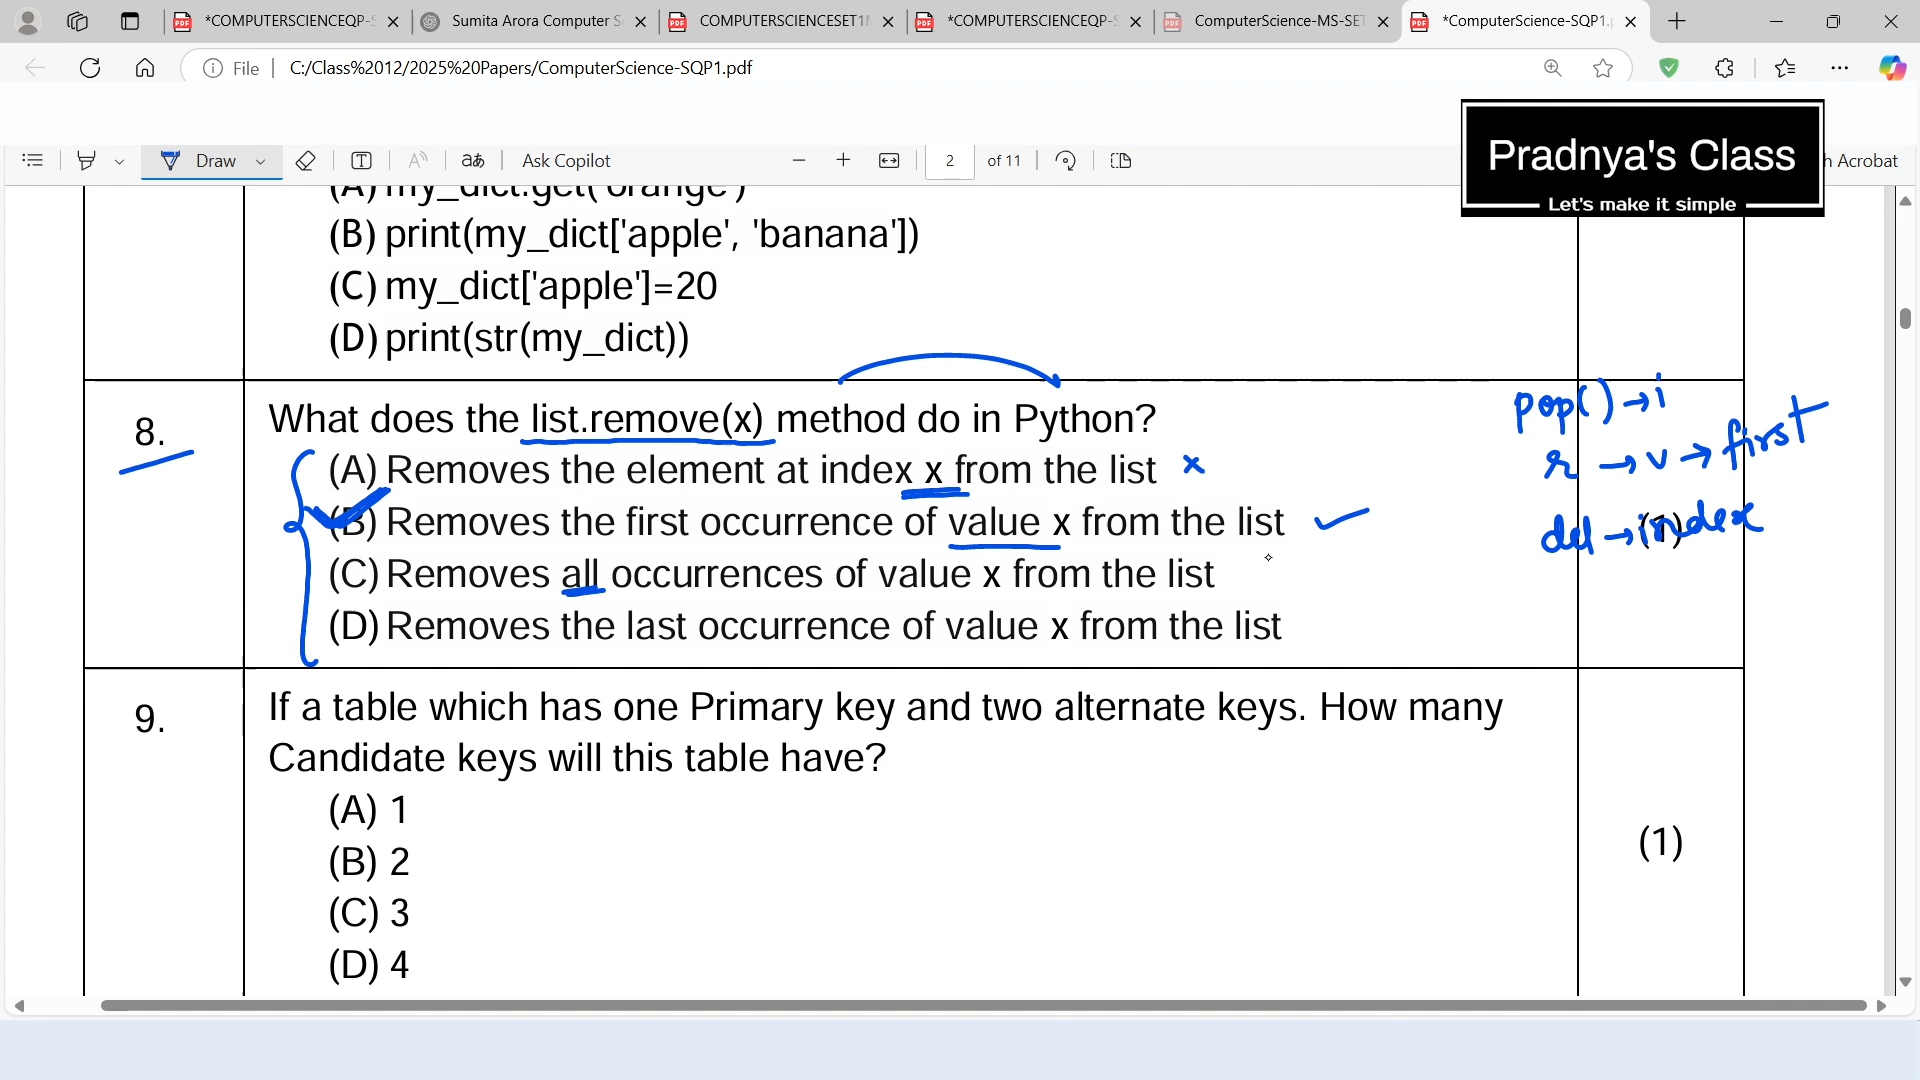 *COMPUTERSCIENCEQP-S
Sumita Arora Computer S
COMPUTERSCIENCESET1
*COMPUTERSCIENCEQP-S
ComputerScience-MS-SET
*ComputerScience-SQP1.
File
C:/Class%2012/2025%20Papers/ComputerScience-SQP1.pdf
Pradnya's Class
Let's make it simple
Draw
Ask Copilot
2 of 11
h Acrobat
(A) my_dict.get('orange')
(B) print(my_dict['apple', 'banana'])
(C) my_dict['apple']=20
(D) print(str(my_dict))
pop() → i
r → v → first
del → index
8.
What does the list.remove(x) method do in Python?
(A) Removes the element at index x from the list x
(B) Removes the first occurrence of value x from the list
(1)
(C) Removes all occurrences of value x from the list
(D) Removes the last occurrence of value x from the list
9.
If a table which has one Primary key and two alternate keys. How many
Candidate keys will this table have?
(A) 1
(B) 2
(1)
(C) 3
(D) 4